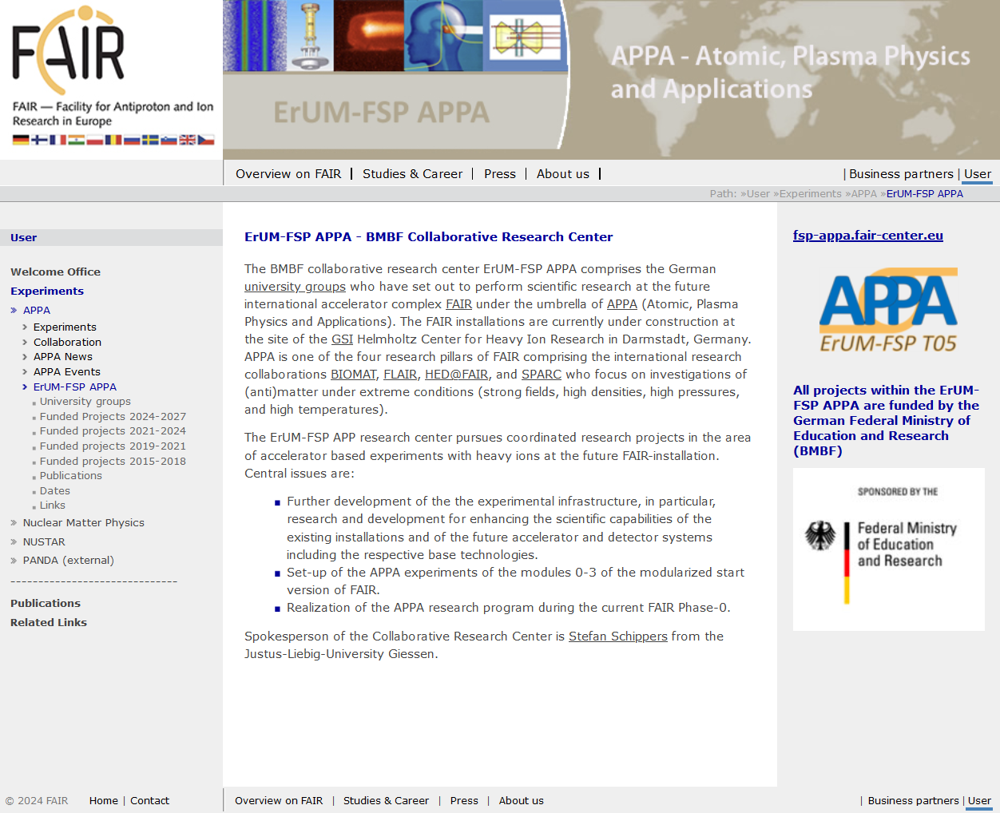 FAIR
FAIR — Facility for Antiproton and Ion
Research in Europe
ErUM-FSP APPA
APPA - Atomic, Plasma Physics
and Applications
Overview on FAIR | Studies & Career | Press | About us |
| Business partners | User
Path: »User »Experiments »APPA »ErUM-FSP APPA
User
Welcome Office
Experiments
APPA
Experiments
Collaboration
APPA News
APPA Events
ErUM-FSP APPA
University groups
Funded Projects 2024-2027
Funded projects 2021-2024
Funded projects 2019-2021
Funded projects 2015-2018
Publications
Dates
Links
Nuclear Matter Physics
NUSTAR
PANDA (external)
------------------------------
Publications
Related Links
ErUM-FSP APPA - BMBF Collaborative Research Center
The BMBF collaborative research center ErUM-FSP APPA comprises the German
university groups who have set out to perform scientific research at the future
international accelerator complex FAIR under the umbrella of APPA (Atomic, Plasma
Physics and Applications). The FAIR installations are currently under construction at
the site of the GSI Helmholtz Center for Heavy Ion Research in Darmstadt, Germany.
APPA is one of the four research pillars of FAIR comprising the international research
collaborations BIOMAT, FLAIR, HED@FAIR, and SPARC who focus on investigations of
(anti)matter under extreme conditions (strong fields, high densities, high pressures,
and high temperatures).
The ErUM-FSP APP research center pursues coordinated research projects in the area
of accelerator based experiments with heavy ions at the future FAIR-installation.
Central issues are:
Further development of the the experimental infrastructure, in particular,
research and development for enhancing the scientific capabilities of the
existing installations and of the future accelerator and detector systems
including the respective base technologies.
Set-up of the APPA experiments of the modules 0-3 of the modularized start
version of FAIR.
Realization of the APPA research program during the current FAIR Phase-0.
Spokesperson of the Collaborative Research Center is Stefan Schippers from the
Justus-Liebig-University Giessen.
fsp-appa.fair-center.eu
APPA
ErUM-FSP T05
All projects within the ErUM-
FSP APPA are funded by the
German Federal Ministry of
Education and Research
(BMBF)
SPONSORED BY THE
Federal Ministry
of Education
and Research
© 2024 FAIR
Home | Contact
Overview on FAIR | Studies & Career | Press | About us
| Business partners | User